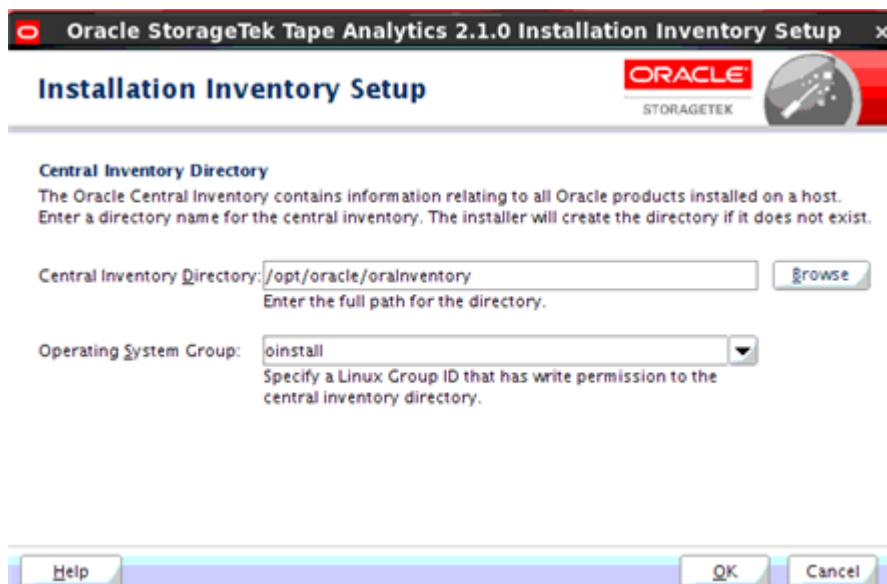 Oracle StorageTek Tape Analytics 2.1.0 Installation Inventory Setup
Installation Inventory Setup
ORACLE
STORAGETEK
Central Inventory Directory
The Oracle Central Inventory contains information relating to all Oracle products installed on a host.
Enter a directory name for the central inventory. The installer will create the directory if it does not exist.
Central Inventory Directory: /opt/oracle/oraInventory Browse
Enter the full path for the directory.
Operating System Group: oinstall
Specify a Linux Group ID that has write permission to the
central inventory directory.
Help OK Cancel